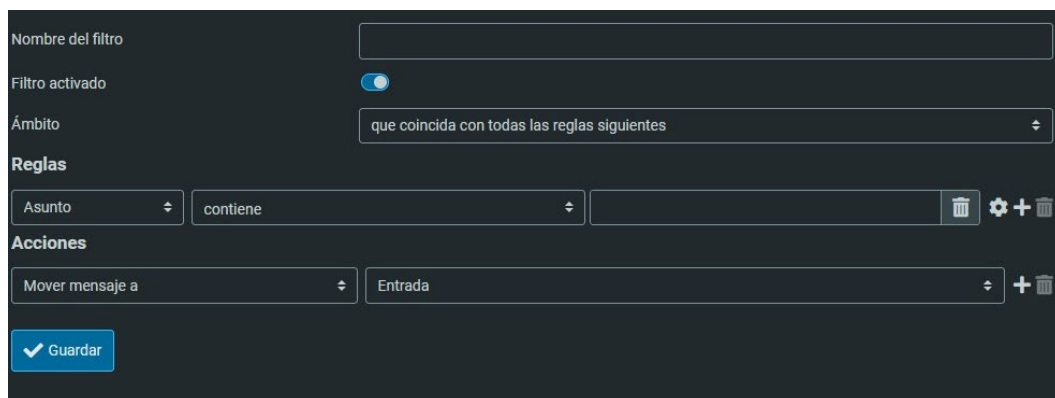 Nombre del filtro
Filtro activado
Ámbito
que coincida con todas las reglas siguientes
Reglas
Asunto contiene
Acciones
Mover mensaje a Entrada
Guardar